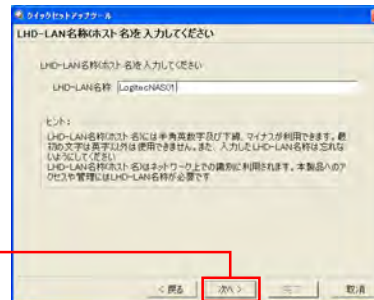 クイックセットアップツール
LHD-LAN名称(ホスト名)を入力してください
LHD-LAN名称(ホスト名)を入力してください
LHD-LAN名称 LogitecNAS01
ヒント:
LHD-LAN名称(ホスト名)には半角英数字及び下線、マイナスが利用できます。最
初の文字は英字以外は使用できません。また、入力したLHD-LAN名称は忘れな
いようにしてください
LHD-LAN名称(ホスト名)はネットワーク上での識別に利用されます。本製品へのア
クセスや管理にはLHD-LAN名称が必要です
< 戻る 次へ > 完了 取消